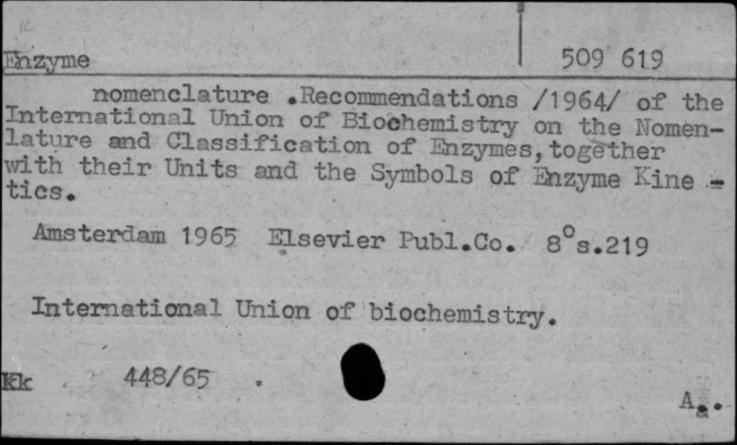 Enzyme 509 619
nomenclature .Recommendations /1964/ of the
International Union of Biochemistry on the Nomen-
lature and Classification of Enzymes,together
with their Units and the Symbols of Enzyme Kine -
tics.
Amsterdam 1965 Elsevier Publ.Co. 8°s.219
International Union of biochemistry.
Kk 448/65 .